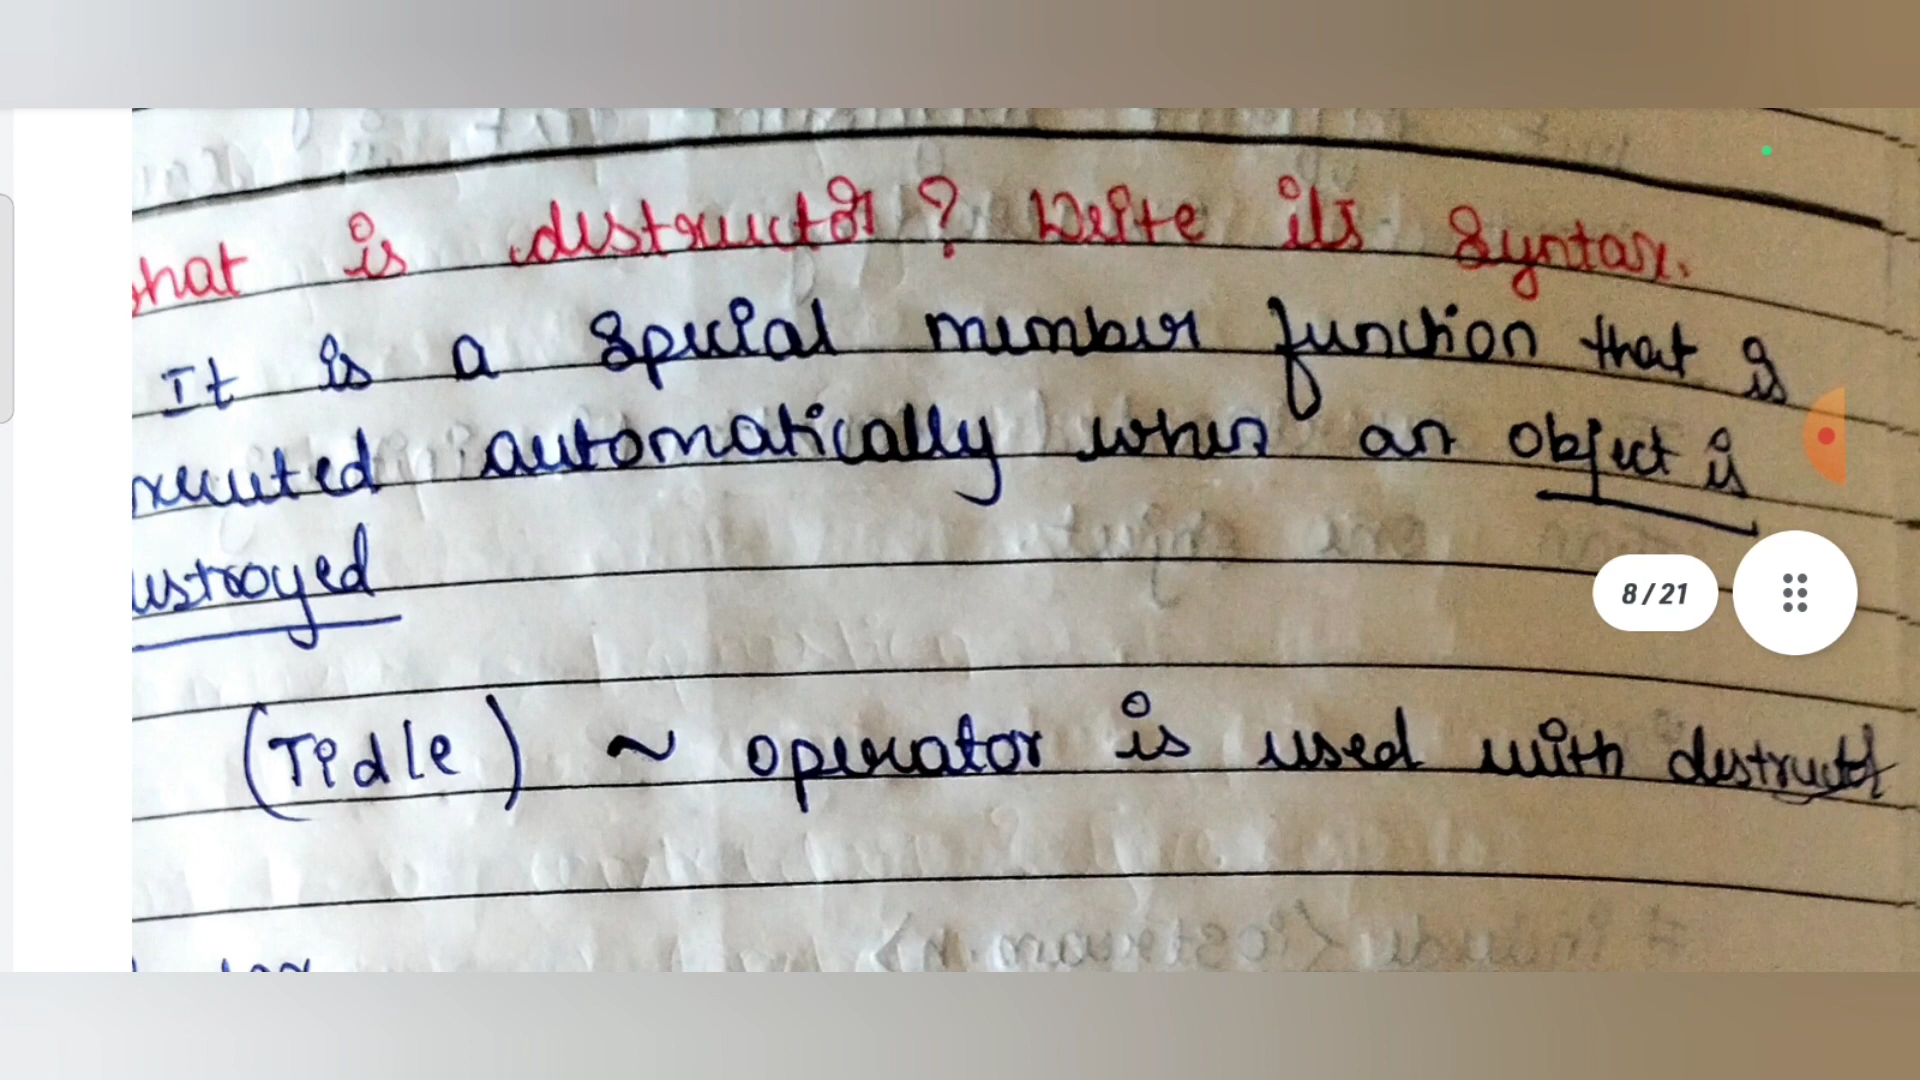 hat is distructor? Write its Syntax.
It is a Special member function that is
xecuted automatically when an object is
estroyed
8/21
(Tidle) ~ operator is used with destruct